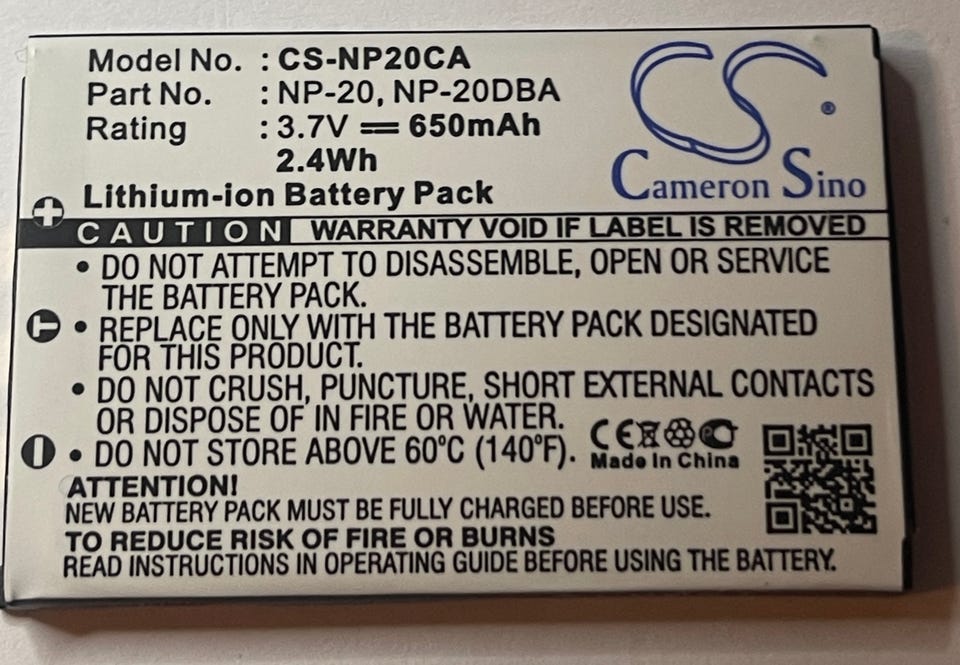 Model No. : CS-NP20CA
Part No. : NP-20, NP-20DBA
Rating : 3.7V ⎓ 650mAh
2.4Wh
Lithium-ion Battery Pack
CS ®
Cameron Sino
+
CAUTION WARRANTY VOID IF LABEL IS REMOVED
• DO NOT ATTEMPT TO DISASSEMBLE, OPEN OR SERVICE
THE BATTERY PACK.
T
• REPLACE ONLY WITH THE BATTERY PACK DESIGNATED
FOR THIS PRODUCT.
• DO NOT CRUSH, PUNCTURE, SHORT EXTERNAL CONTACTS
OR DISPOSE OF IN FIRE OR WATER.
–
• DO NOT STORE ABOVE 60°C (140°F).
CE
Made In China
ATTENTION!
NEW BATTERY PACK MUST BE FULLY CHARGED BEFORE USE.
TO REDUCE RISK OF FIRE OR BURNS
READ INSTRUCTIONS IN OPERATING GUIDE BEFORE USING THE BATTERY.